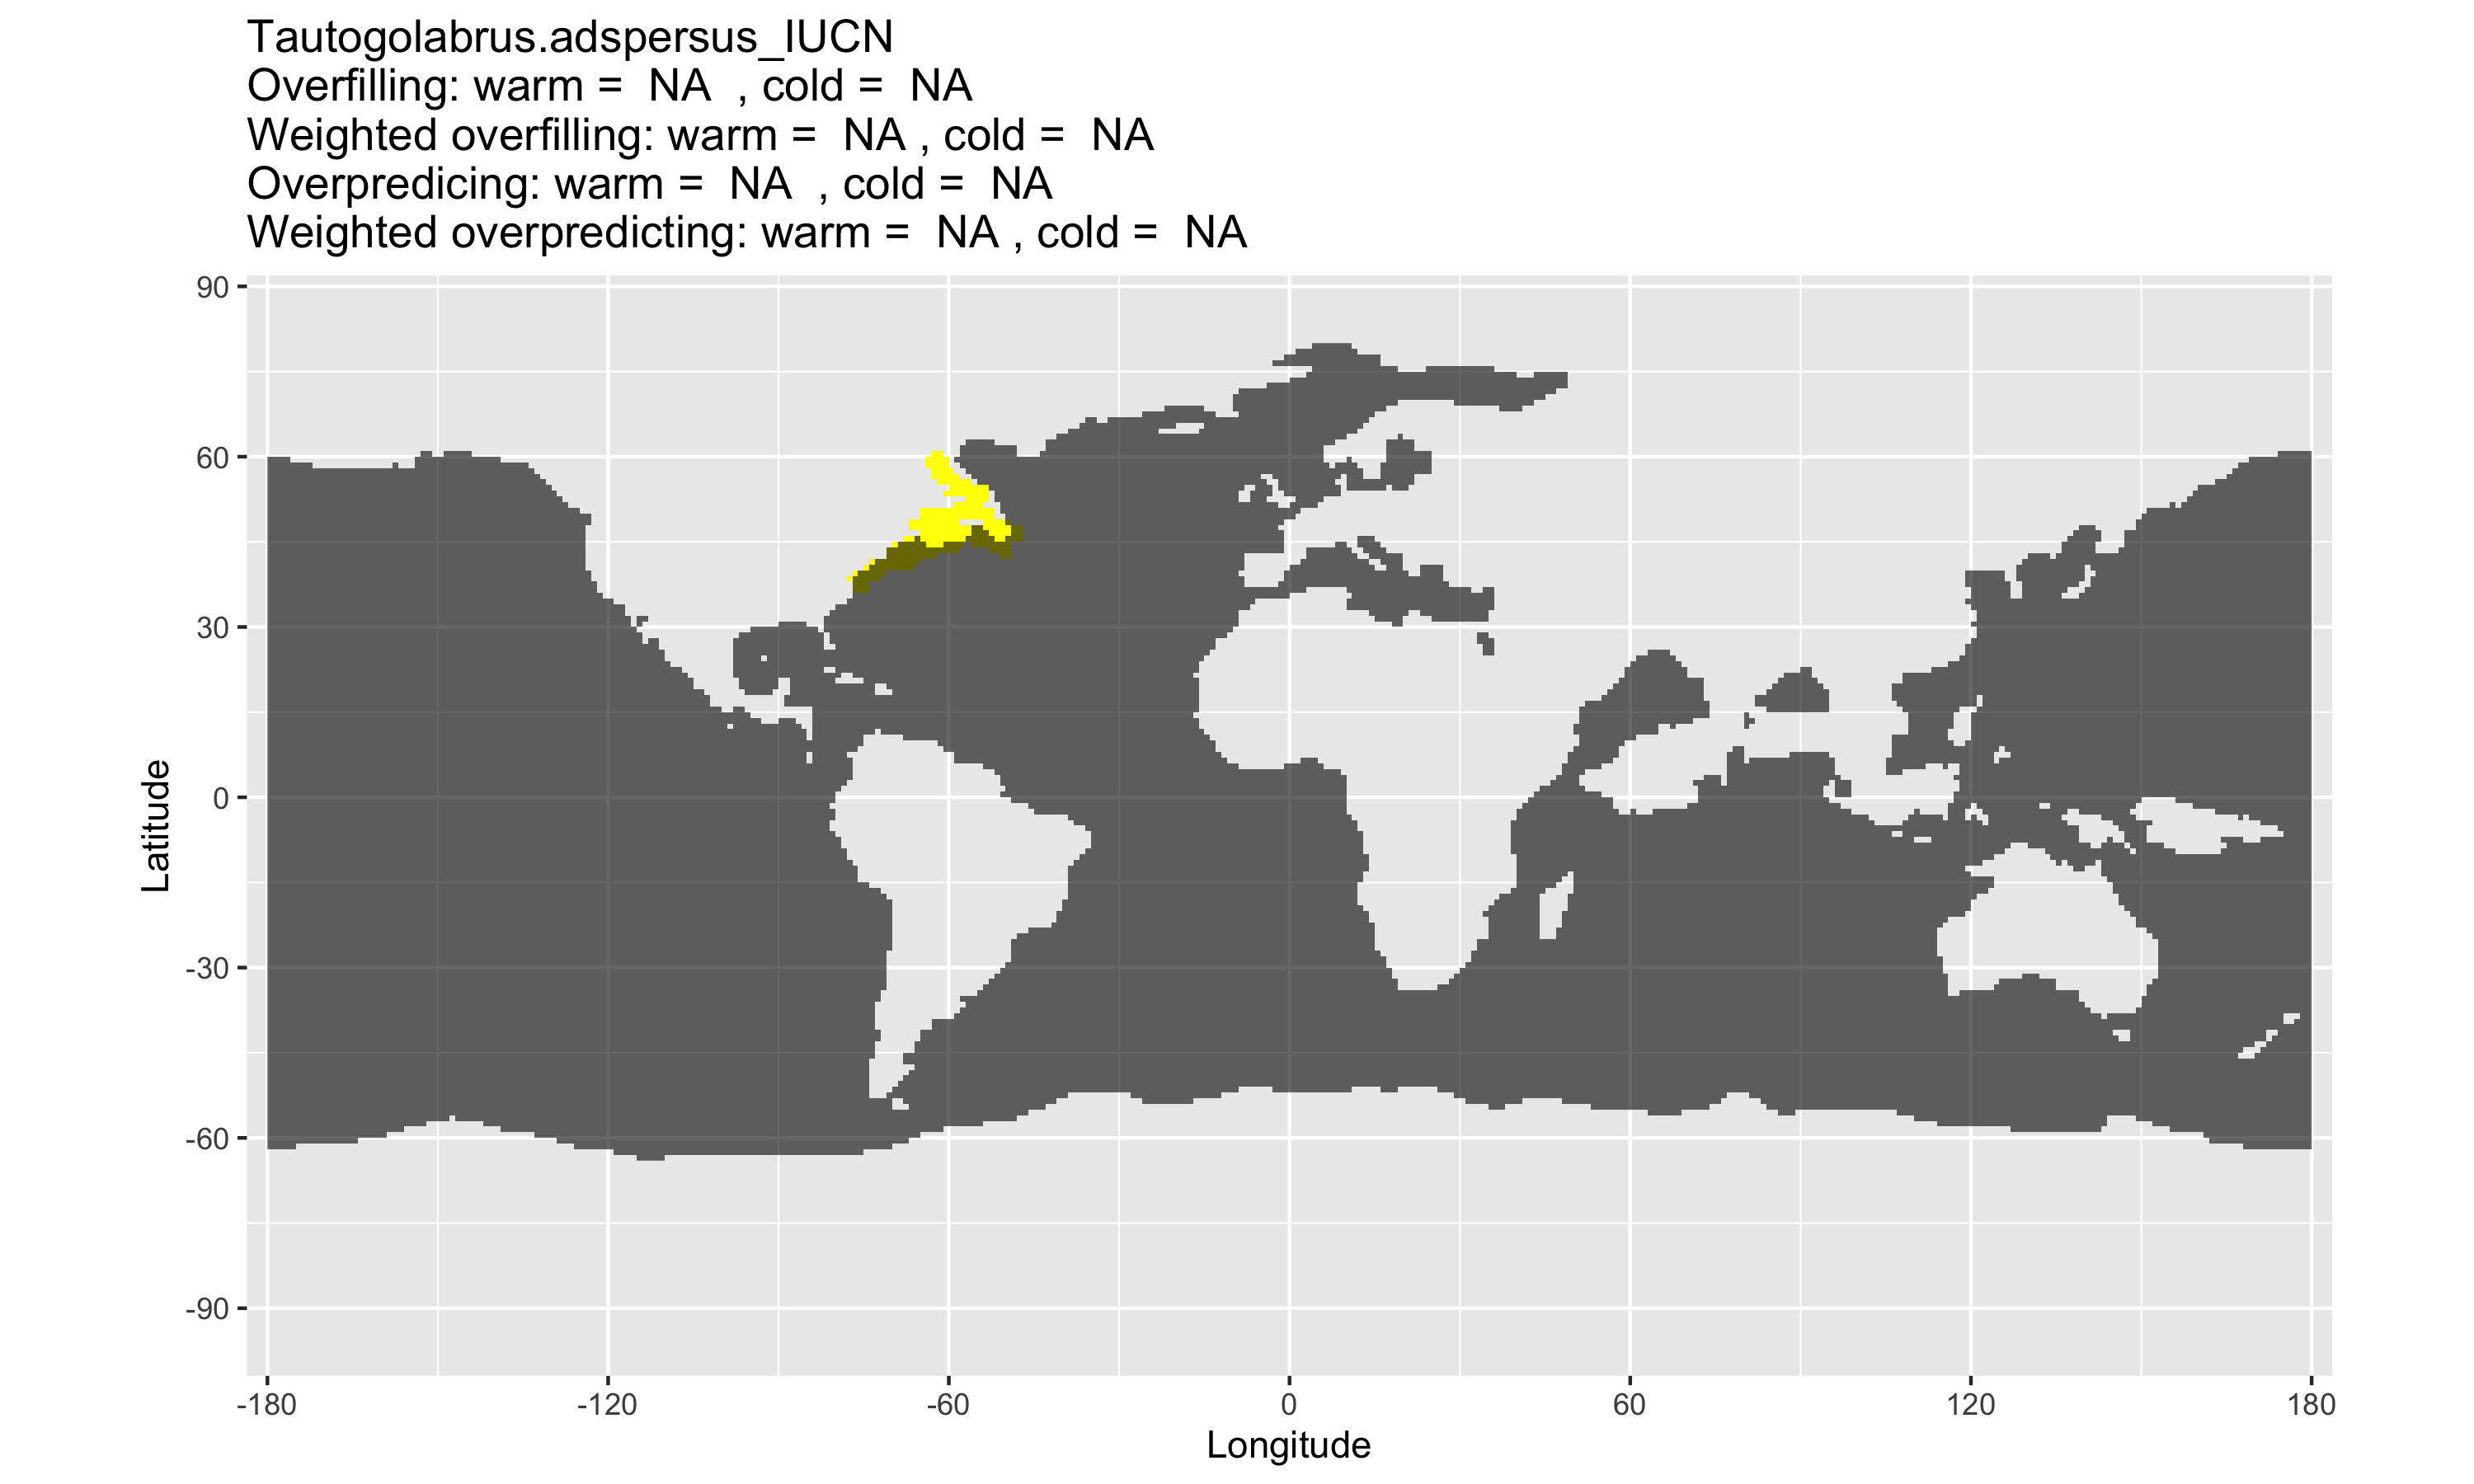 Tautogolabrus.adspersus_IUCN
Overfilling: warm =  NA  , cold =  NA
Weighted overfilling: warm =  NA , cold =  NA
Overpredicing: warm =  NA  , cold =  NA
Weighted overpredicting: warm =  NA , cold =  NA
90
60
30
0
-30
-60
-90
Latitude
-180 -120 -60 0 60 120 180
Longitude